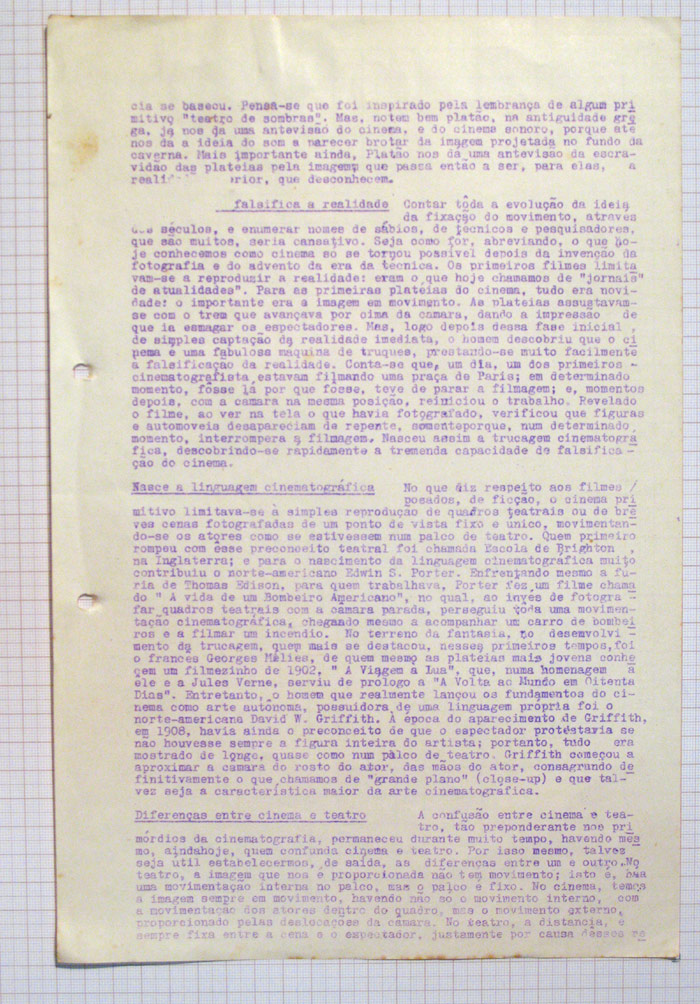 cia se baseou. Pensa-se que foi inspirado pela lembrança de algum pri
mitivo "teatro de sombras". Mas, notem bem platão, na antiguidade gre
ga, ja nos da uma antevisão do cinema, e do cinema sonoro, porque ate
nos da a ideia do som a parecer brotar da imagem projetada no fundo da
caverna. Mais importante ainda, Platão nos da uma antevisão da escra-
vidão das plateias pela imagem, que passa então a ser, para elas, a
reali rior, que desconhecem.
falsifica a realidade Contar tôda a evolução da ideia
da fixação do movimento, atraves
dos séculos, e enumerar nomes de sábios, de técnicos e pesquisadores,
que são muitos, seria cansativo. Seja como for, abreviando, o que ho-
je conhecemos como cinema so se tornou possível depois da invenção da
fotografia e do advento da era da tecnica. Os primeiros filmes limita
vam-se a reproduzir a realidade: eram o que hoje chamamos de "jornais"
de atualidades". Para as primeiras plateias do cinema, tudo era novi-
dade: o importante era a imagem em movimento. As plateias assustavam-
se com o trem que avançava por cima da camara, dando a impressão de
que ia esmagar os espectadores. Mas, logo depois dessa fase inicial ,
de simples captação da realidade imediata, o homem descobriu que o ci
nema e uma fabulosa maquina de truques, prestando-se muito facilmente
a falsificação da realidade. Conta-se que, um dia, um dos primeiros -
cinematografista estavam filmando uma praça de Paris; em determinado
momento, fosse lá por que fosse, teve de parar a filmagem; e, momentos
depois, com a camara na mesma posição, reiniciou o trabalho. Revelado
o filme, ao ver na tela o que havia fotografado, verificou que figuras
e automoveis desapareciam de repente, somenteporque, num determinado
momento, interrompera a filmagem. Nasceu assim a trucagem cinematográ
fica, descobrindo-se rapidamente a tremenda capacidade de falsifica -
ção do cinema.
Nasce a linguagem cinematográfica No que diz respeito aos filmes /
posados, de ficção, o cinema pri
mitivo limitava-se à simples reprodução de quadros teatrais ou de bre
ves cenas fotografadas de um ponto de vista fixo e único, movimentan-
do-se os atores como se estivessem num palco de teatro. Quem primeiro
rompeu com esse preconceito teatral foi chamada Escola de Brighton ,
na Inglaterra; e para o nascimento da linguagem cinematográfica muito
contribuiu o norte-americano Edwin S. Porter. Enfrentando mesmo a fu-
ria de Thomas Edison, para quem trabalhava, Porter fez um filme chama
do " A vida de um Bombeiro Americano", no qual, ao inves de fotogra -
far quadros teatrais com a camara parada, perseguiu toda uma movimen-
tação cinematográfica, chegando mesmo a acompanhar um carro de bombei
ros e a filmar um incendio. No terreno da fantasia, no desenvolvi -
mento da trucagem, quem mais se destacou, nesses primeiros tempos,foi
o frances Georges Mélies, de quem mesmo as plateias mais jovens conhe
cem um filmezinho de 1902, " A Viagem à Lua", que, numa homenagem a
ele e a Jules Verne, serviu de prologo a "A Volta ao Mundo em Oitenta
Dias". Entretanto, o homem que realmente lançou os fundamentos do ci-
nema como arte autônoma, possuidora de uma linguagem própria foi o
norte-americano David W. Griffith. À época do aparecimento de Griffith,
em 1908, havia ainda o preconceito de que o espectador protestaria se
não houvesse sempre a figura inteira do artista; portanto, tudo era
mostrado de longe, quase como num palco de teatro. Griffith começou a
aproximar a camara do rosto do ator, das mãos do ator, consagrando de
finitivamente o que chamamos de "grande plano" (close-up) e que tal-
vez seja a característica maior da arte cinematografica.
Diferenças entre cinema e teatro A confusão entre cinema e tea-
tro, tão preponderante nos pri
mórdios da cinematografia, permaneceu durante muito tempo, havendo mes
mo, aindahoje, quem confunda cinema e teatro. Por isso mesmo, talvez -
seja útil estabelecermos, de saída, as diferenças entre um e outro.No
teatro, a imagem que nos e proporcionada não tem movimento; isto e, há
uma movimentação interna no palco, mas o palco e fixo. No cinema, temos
a imagem sempre em movimento, havendo não so o movimento interno, com
a movimentação dos atores dentro do quadro, mas o movimento externo,
proporcionado pelas deslocações da camara. No teatro, a distancia, e
sempre fixa entre a cena e o espectador, justamente por causa desses